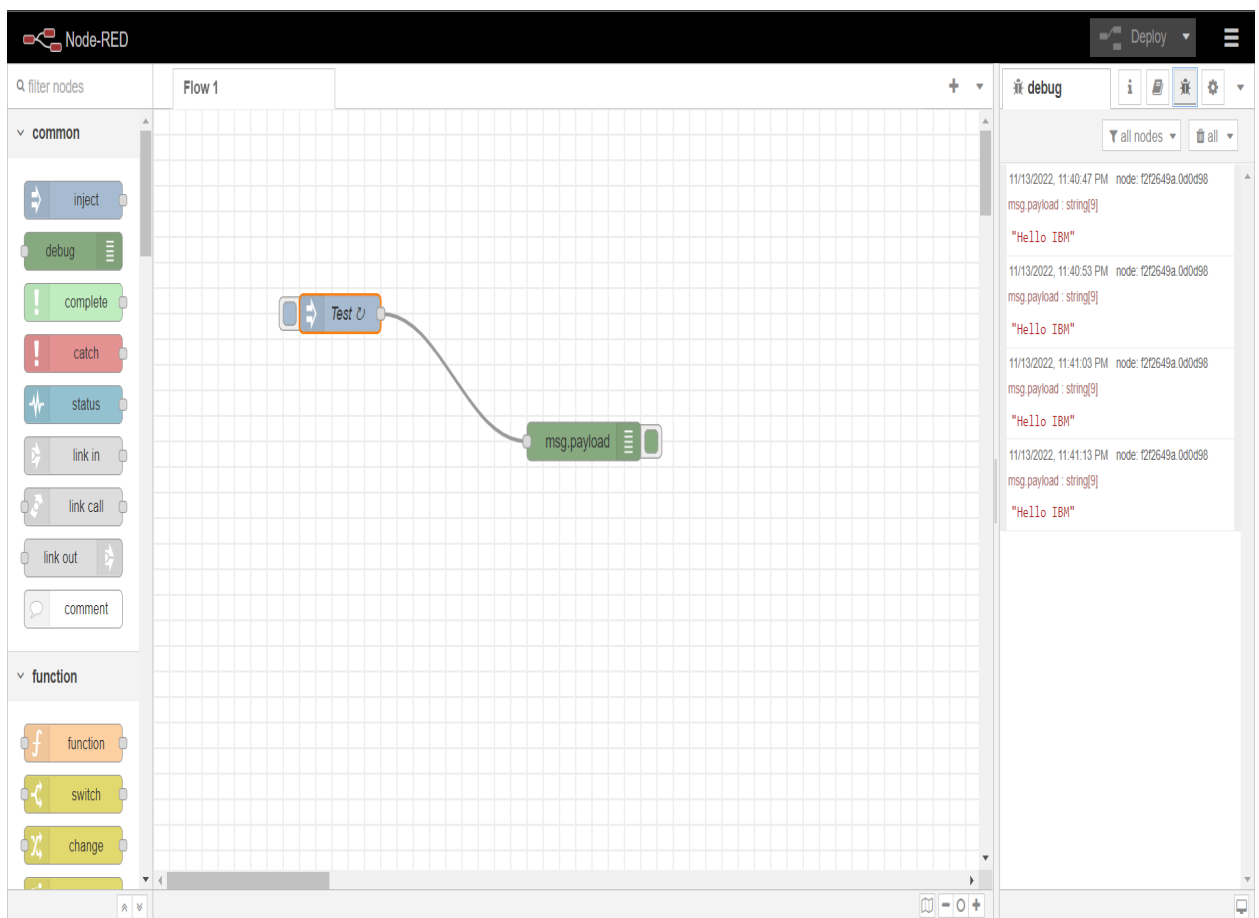 Node-RED
Deploy
filter nodes
Flow 1
debug
common
all nodes
all
inject
debug
complete
catch
status
link in
link call
link out
comment
function
function
switch
change
Test ↻
msg.payload
11/13/2022, 11:40:47 PM node: f2f2649a.0d0d98
msg.payload : string[9]
"Hello IBM"
11/13/2022, 11:40:53 PM node: f2f2649a.0d0d98
msg.payload : string[9]
"Hello IBM"
11/13/2022, 11:41:03 PM node: f2f2649a.0d0d98
msg.payload : string[9]
"Hello IBM"
11/13/2022, 11:41:13 PM node: f2f2649a.0d0d98
msg.payload : string[9]
"Hello IBM"